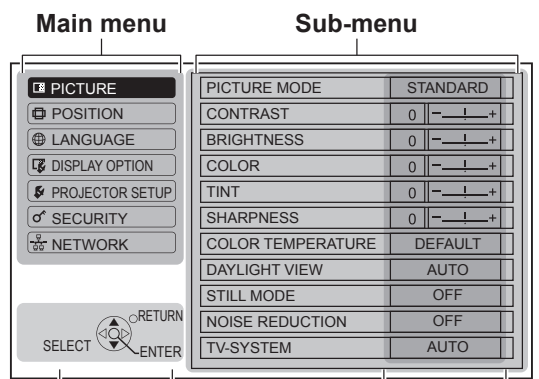 Main menu
Sub-menu
PICTURE
POSITION
LANGUAGE
DISPLAY OPTION
PROJECTOR SETUP
SECURITY
NETWORK
RETURN
SELECT
ENTER
PICTURE MODE STANDARD
CONTRAST 0 - +
BRIGHTNESS 0 - +
COLOR 0 - +
TINT 0 - +
SHARPNESS 0 - +
COLOR TEMPERATURE DEFAULT
DAYLIGHT VIEW AUTO
STILL MODE OFF
NOISE REDUCTION OFF
TV-SYSTEM AUTO